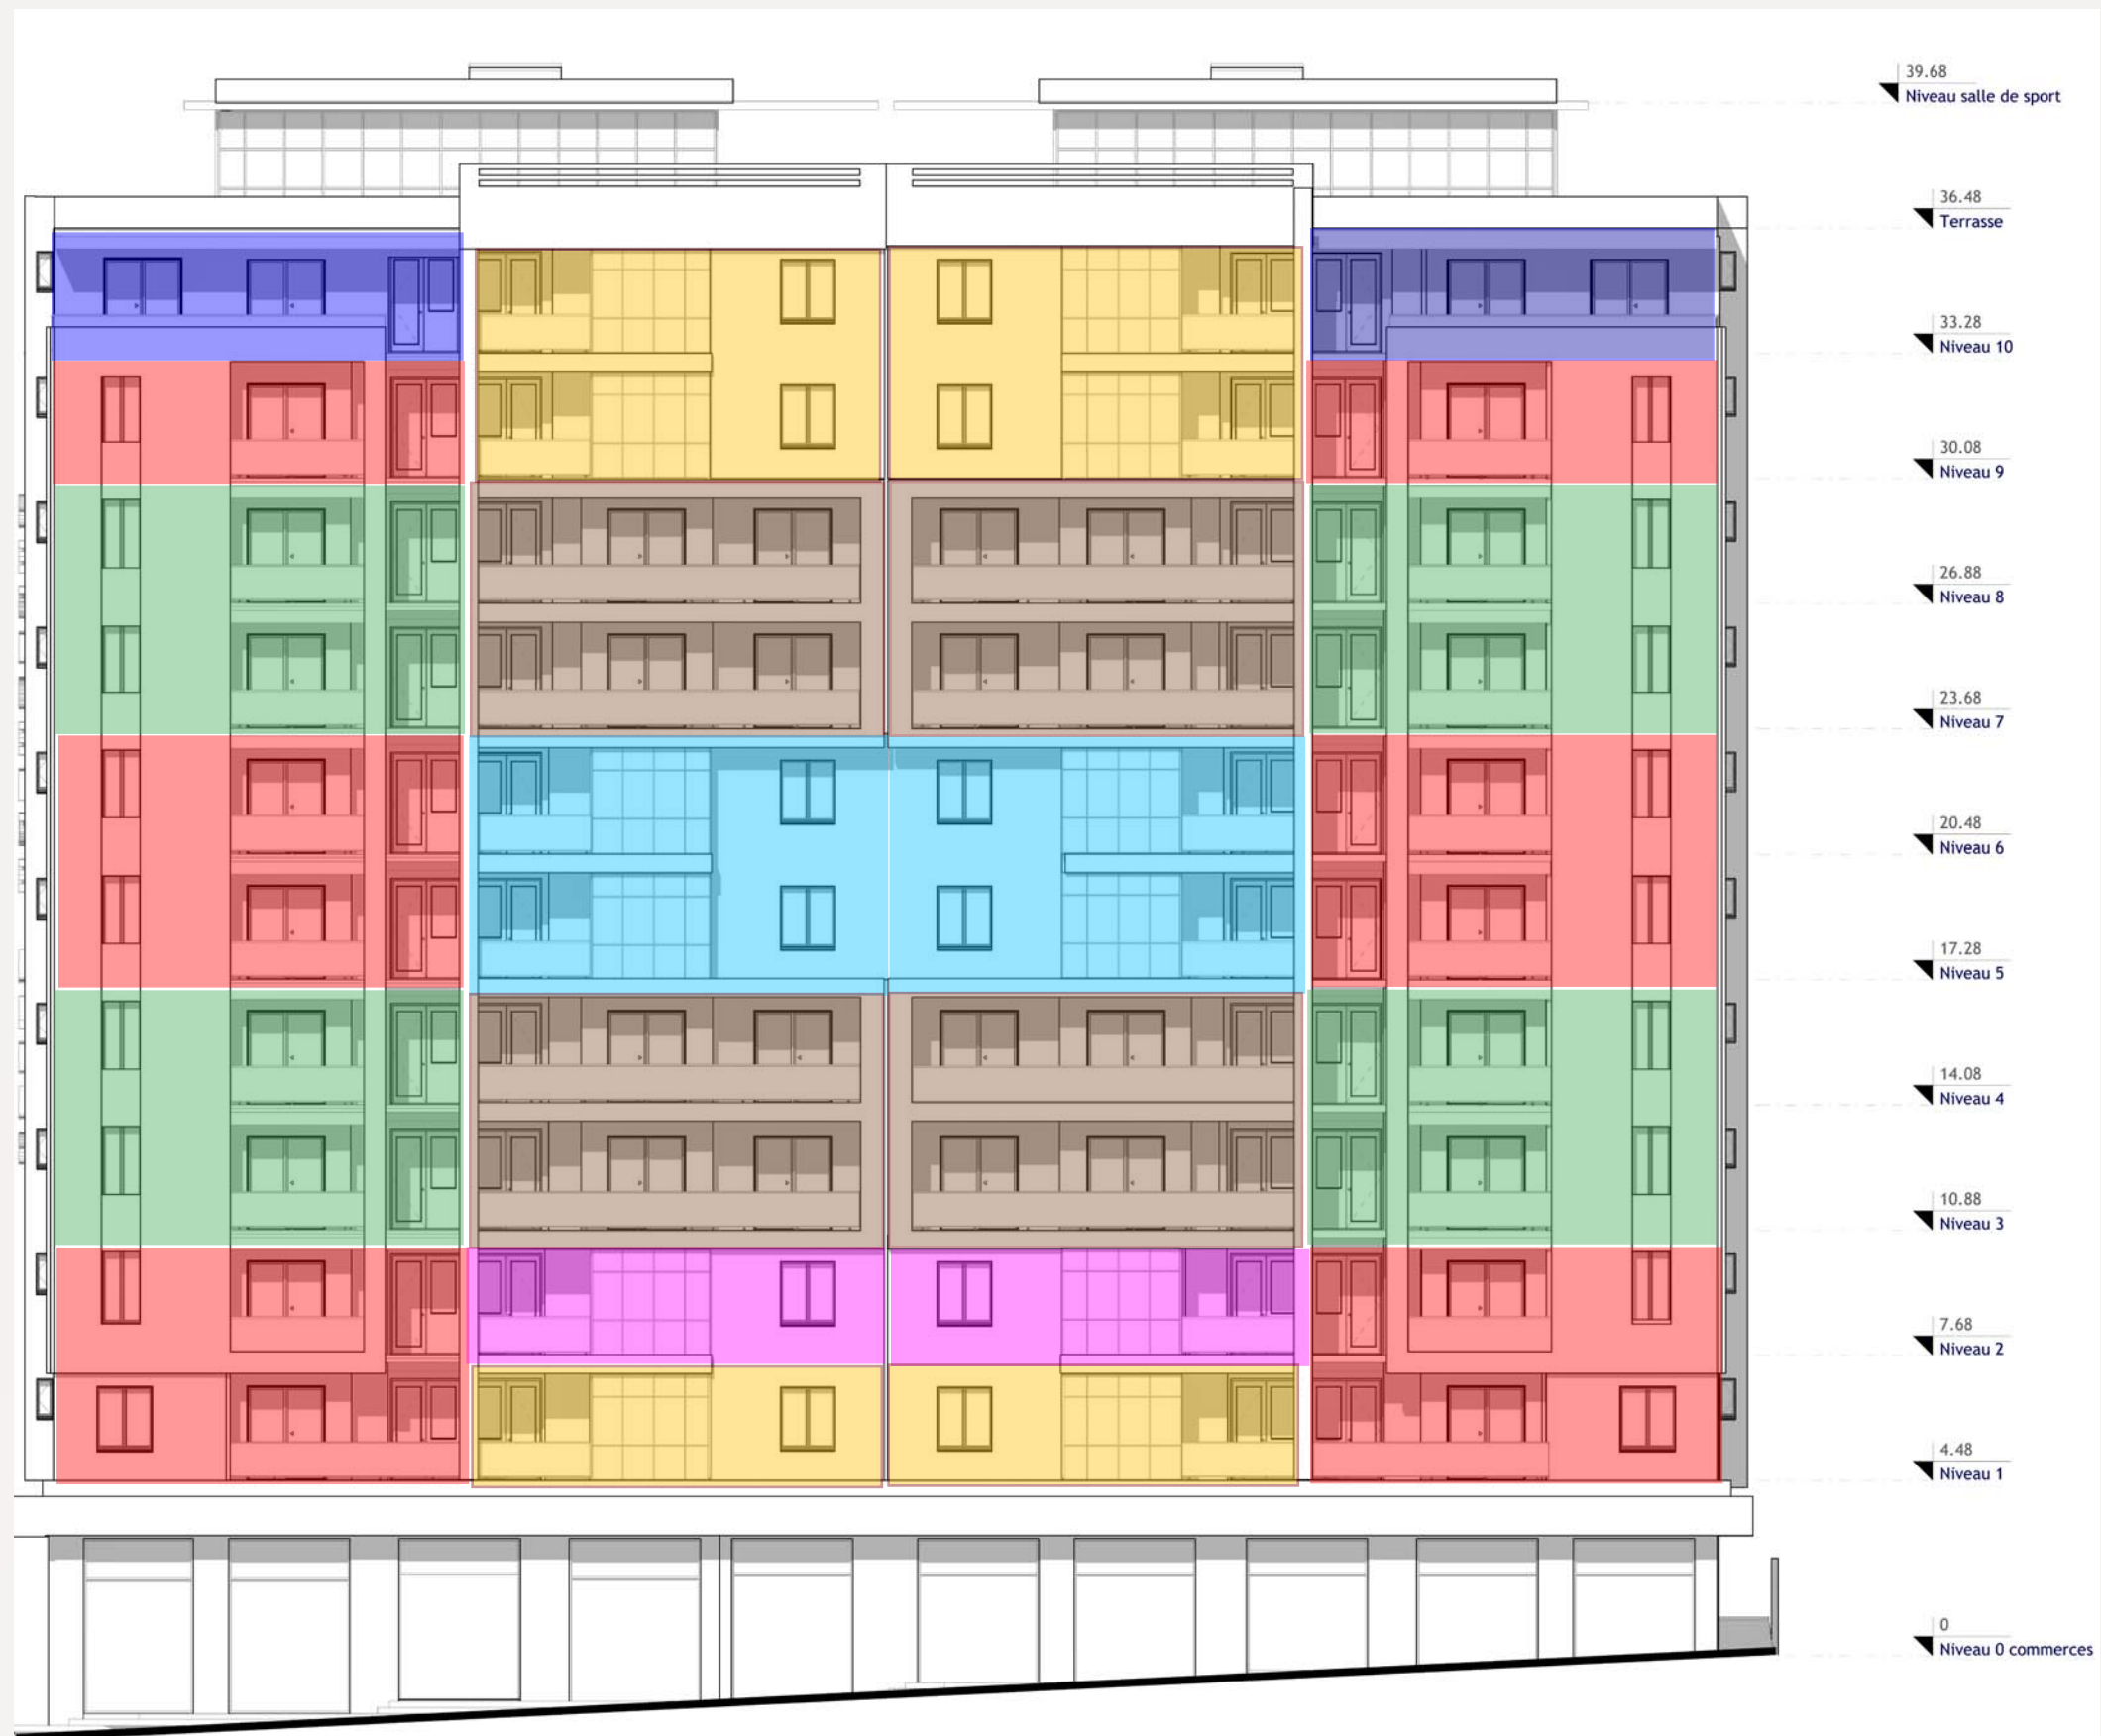 39.68
Niveau salle de sport
36.48
Terrasse
33.28
Niveau 10
30.08
Niveau 9
26.88
Niveau 8
23.68
Niveau 7
20.48
Niveau 6
17.28
Niveau 5
14.08
Niveau 4
10.88
Niveau 3
7.68
Niveau 2
4.48
Niveau 1
0
Niveau 0 commerces